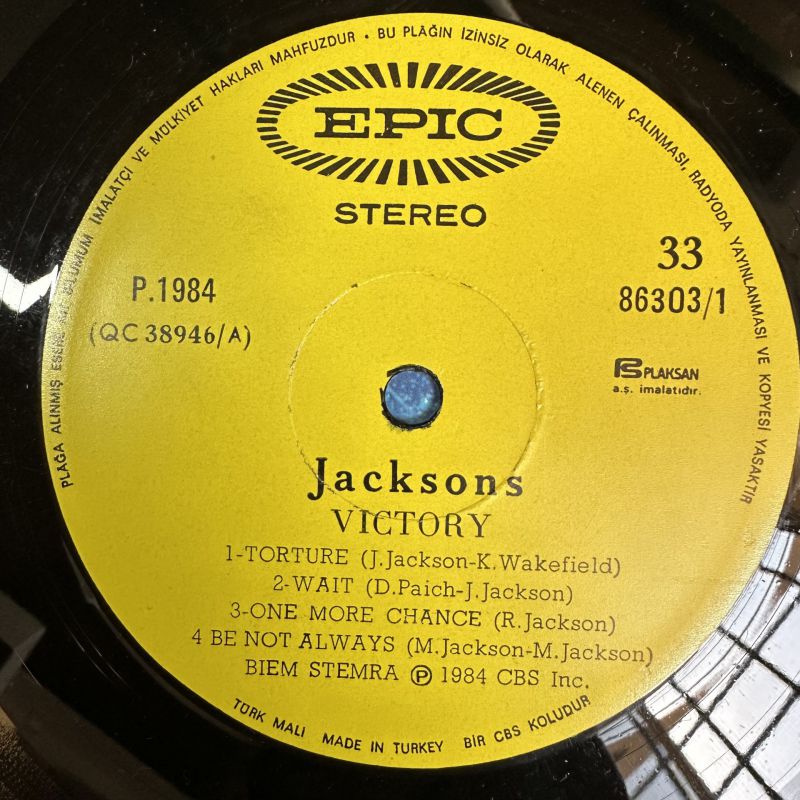 PLAĞA ALINMIŞ ESERİN UMUM İMALATÇI VE MÜLKİYET HAKLARI MAHFUZDUR • BU PLAĞIN İZİNSİZ OLARAK ALENEN ÇALINMASI, RADYODA YAYINLANMASI VE KOPYESİ YASAKTIR
EPIC
STEREO
33
P.1984
86303/1
(QC 38946/A)
PS PLAKSAN
a.ş. imalatıdır.
Jacksons
VICTORY
1-TORTURE (J.Jackson-K.Wakefield)
2-WAIT (D.Paich-J.Jackson)
3-ONE MORE CHANCE (R.Jackson)
4 BE NOT ALWAYS (M.Jackson-M.Jackson)
BIEM STEMRA ℗ 1984 CBS Inc.
TÜRK MALI MADE IN TURKEY BİR CBS KOLUDUR